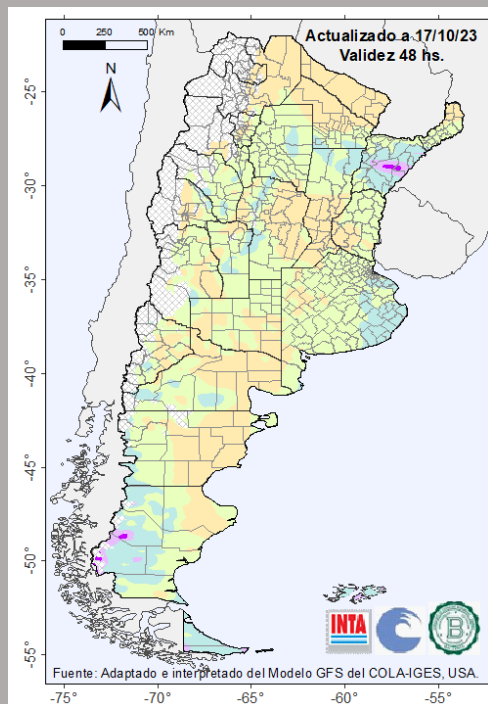 0 250 500 Km
Actualizado a 17/10/23
Validez 48 hs.
N
-25°
-30°
-35°
-40°
-45°
-50°
-55°
INTA
B
Fuente: Adaptado e interpretado del Modelo GFS del COLA-IGES, USA.
-75° -70° -65° -60° -55°